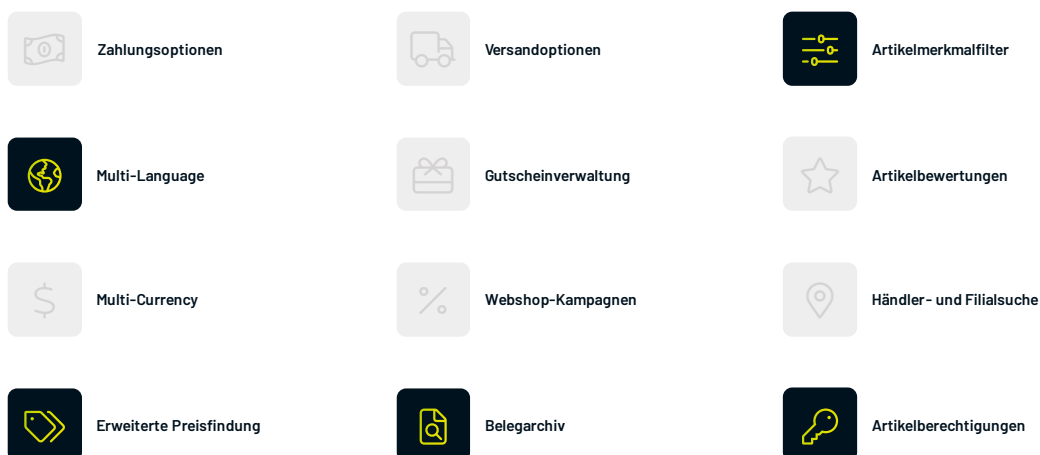 Zahlungsoptionen
Versandoptionen
Artikelmerkmalfilter
Multi-Language
Gutscheinverwaltung
Artikelbewertungen
Multi-Currency
Webshop-Kampagnen
Händler- und Filialsuche
Erweiterte Preisfindung
Belegarchiv
Artikelberechtigungen